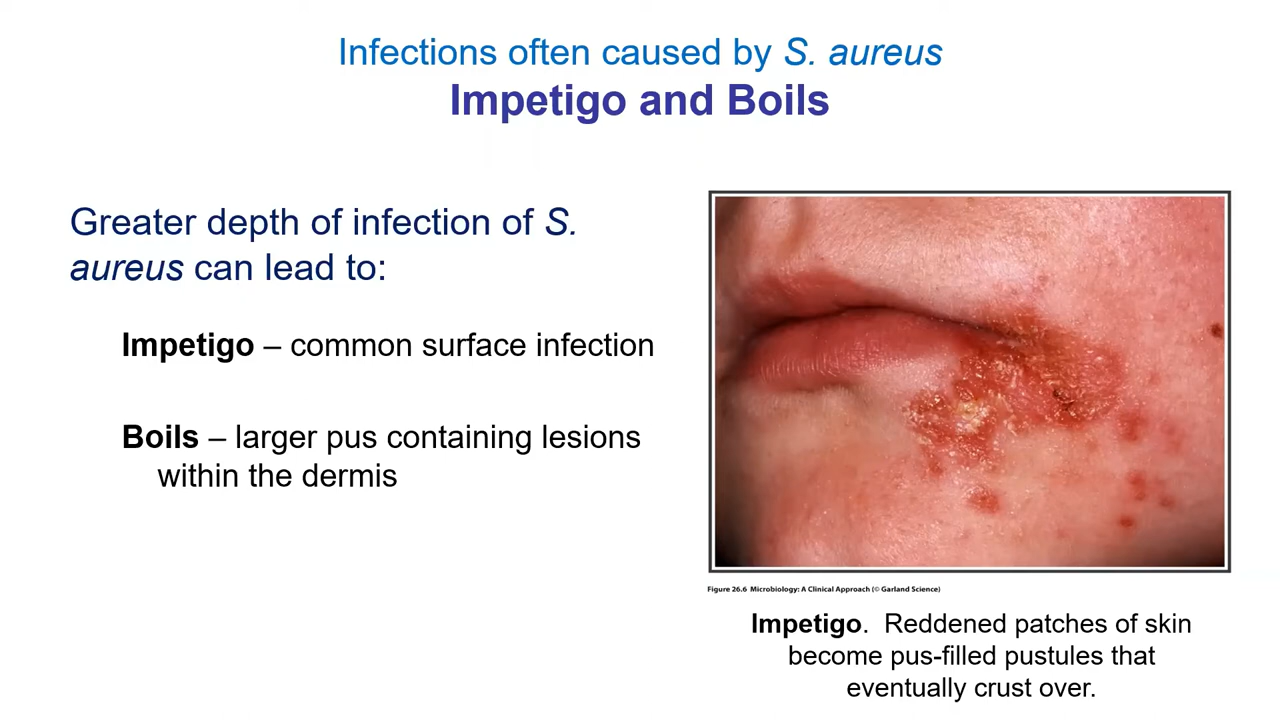 Infections often caused by S. aureus
Impetigo and Boils
Greater depth of infection of S.
aureus can lead to:
Impetigo – common surface infection
Boils – larger pus containing lesions
within the dermis
Figure 26.6 Microbiology: A Clinical Approach (© Garland Science)
Impetigo.  Reddened patches of skin
become pus-filled pustules that
eventually crust over.